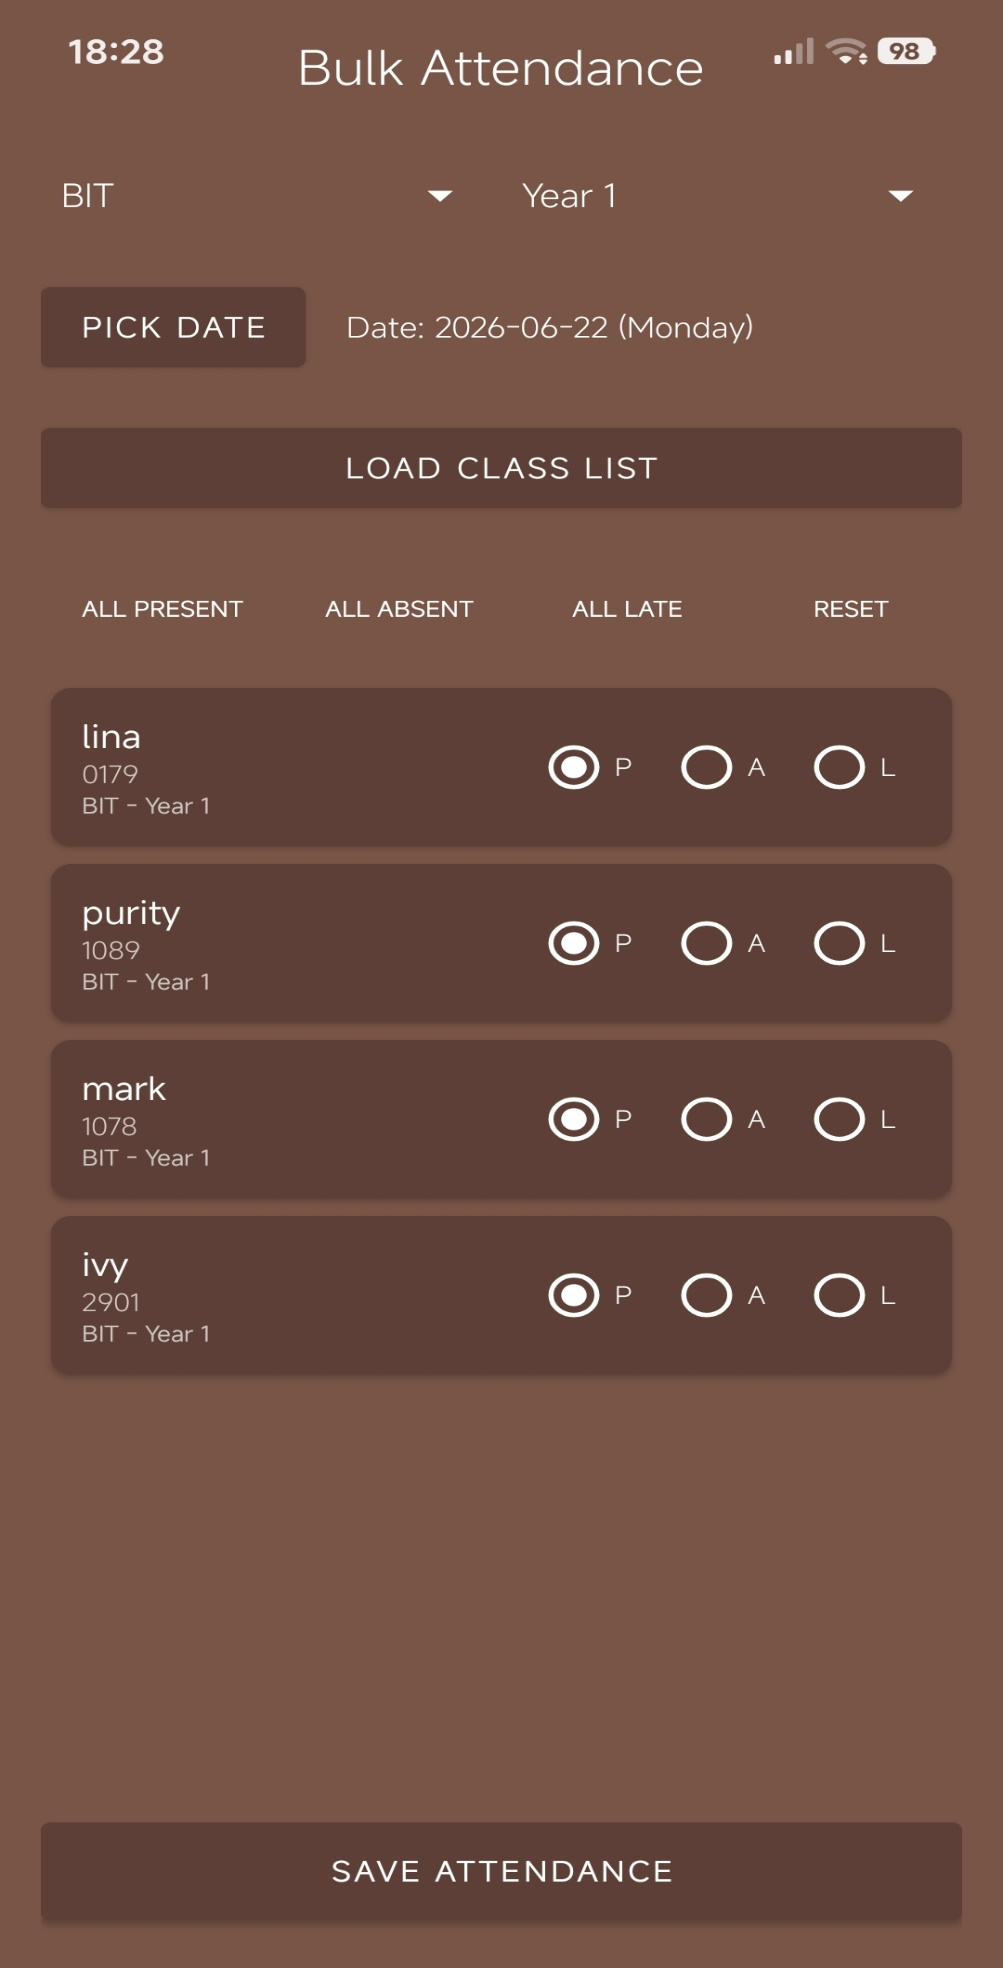 18:28
98
Bulk Attendance
BIT
Year 1
PICK DATE
Date: 2026-06-22 (Monday)
LOAD CLASS LIST
ALL PRESENT ALL ABSENT ALL LATE RESET
lina
0179
BIT - Year 1
P A L
purity
1089
BIT - Year 1
P A L
mark
1078
BIT - Year 1
P A L
ivy
2901
BIT - Year 1
P A L
SAVE ATTENDANCE